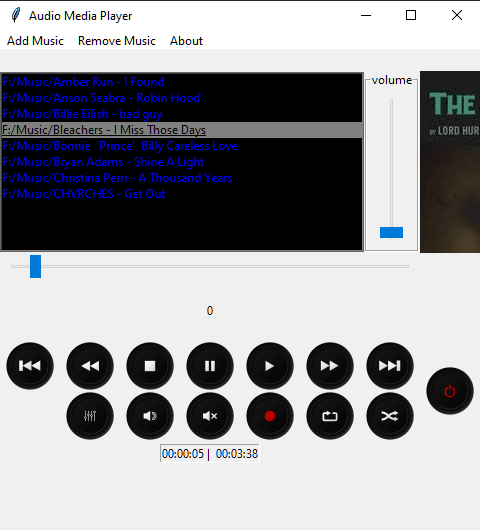 Audio Media Player
Add Music Remove Music About
F:/Music/Amber Run - I Found
F:/Music/Anson Seabra - Robin Hood
F:/Music/Billie Eilish - bad guy
F:/Music/Bleachers - I Miss Those Days
F:/Music/Bonnie 'Prince' Billy Careless Love
F:/Music/Bryan Adams - Shine A Light
F:/Music/Christina Perri - A Thousand Years
F:/Music/CHVRCHES - Get Out
volume
THE
BY LORD HUR
0
00:00:05 | 00:03:38